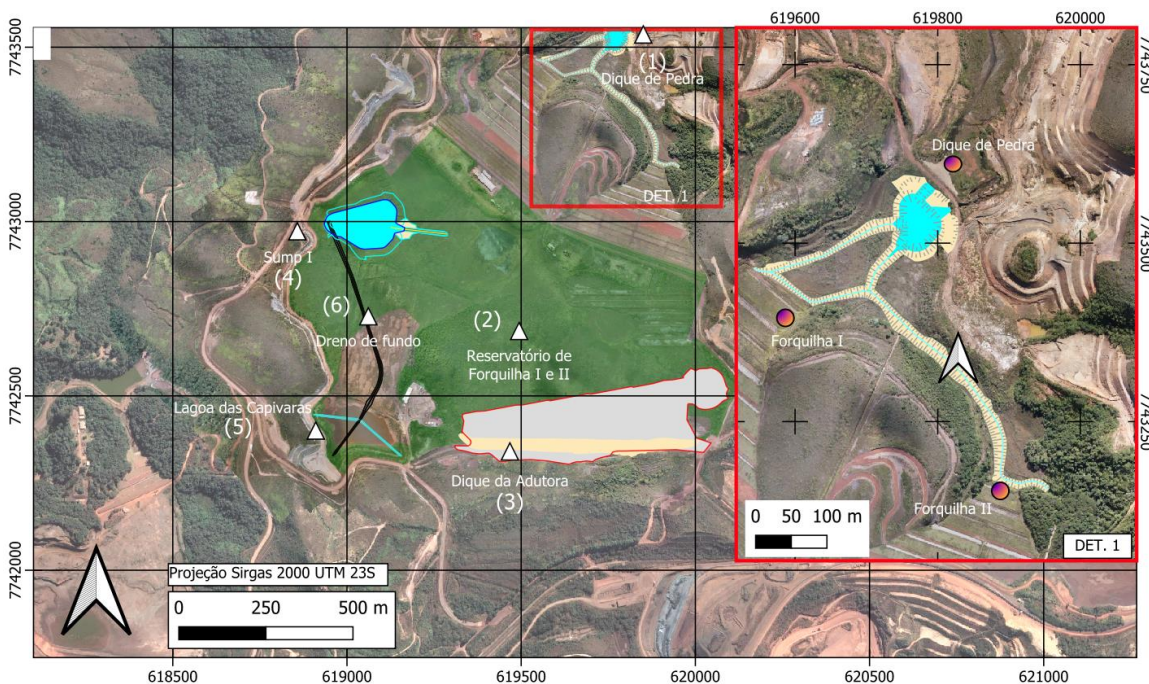 619600
619800
620000
7743500
(1)
Dique de Pedra
7743750
Dique de Pedra
DET. 1
7743000
Sump I
(4)
(6)
(2)
Dreno de fundo
Reservatório de
Forquilha I e II
7743500
Forquilha I
7742500
Lagoa das Capivaras
(5)
Dique da Adutora
(3)
7743250
Forquilha II
0 50 100 m
DET. 1
7742000
Projeção Sirgas 2000 UTM 23S
0 250 500 m
618500
619000
619500
620000
620500
621000